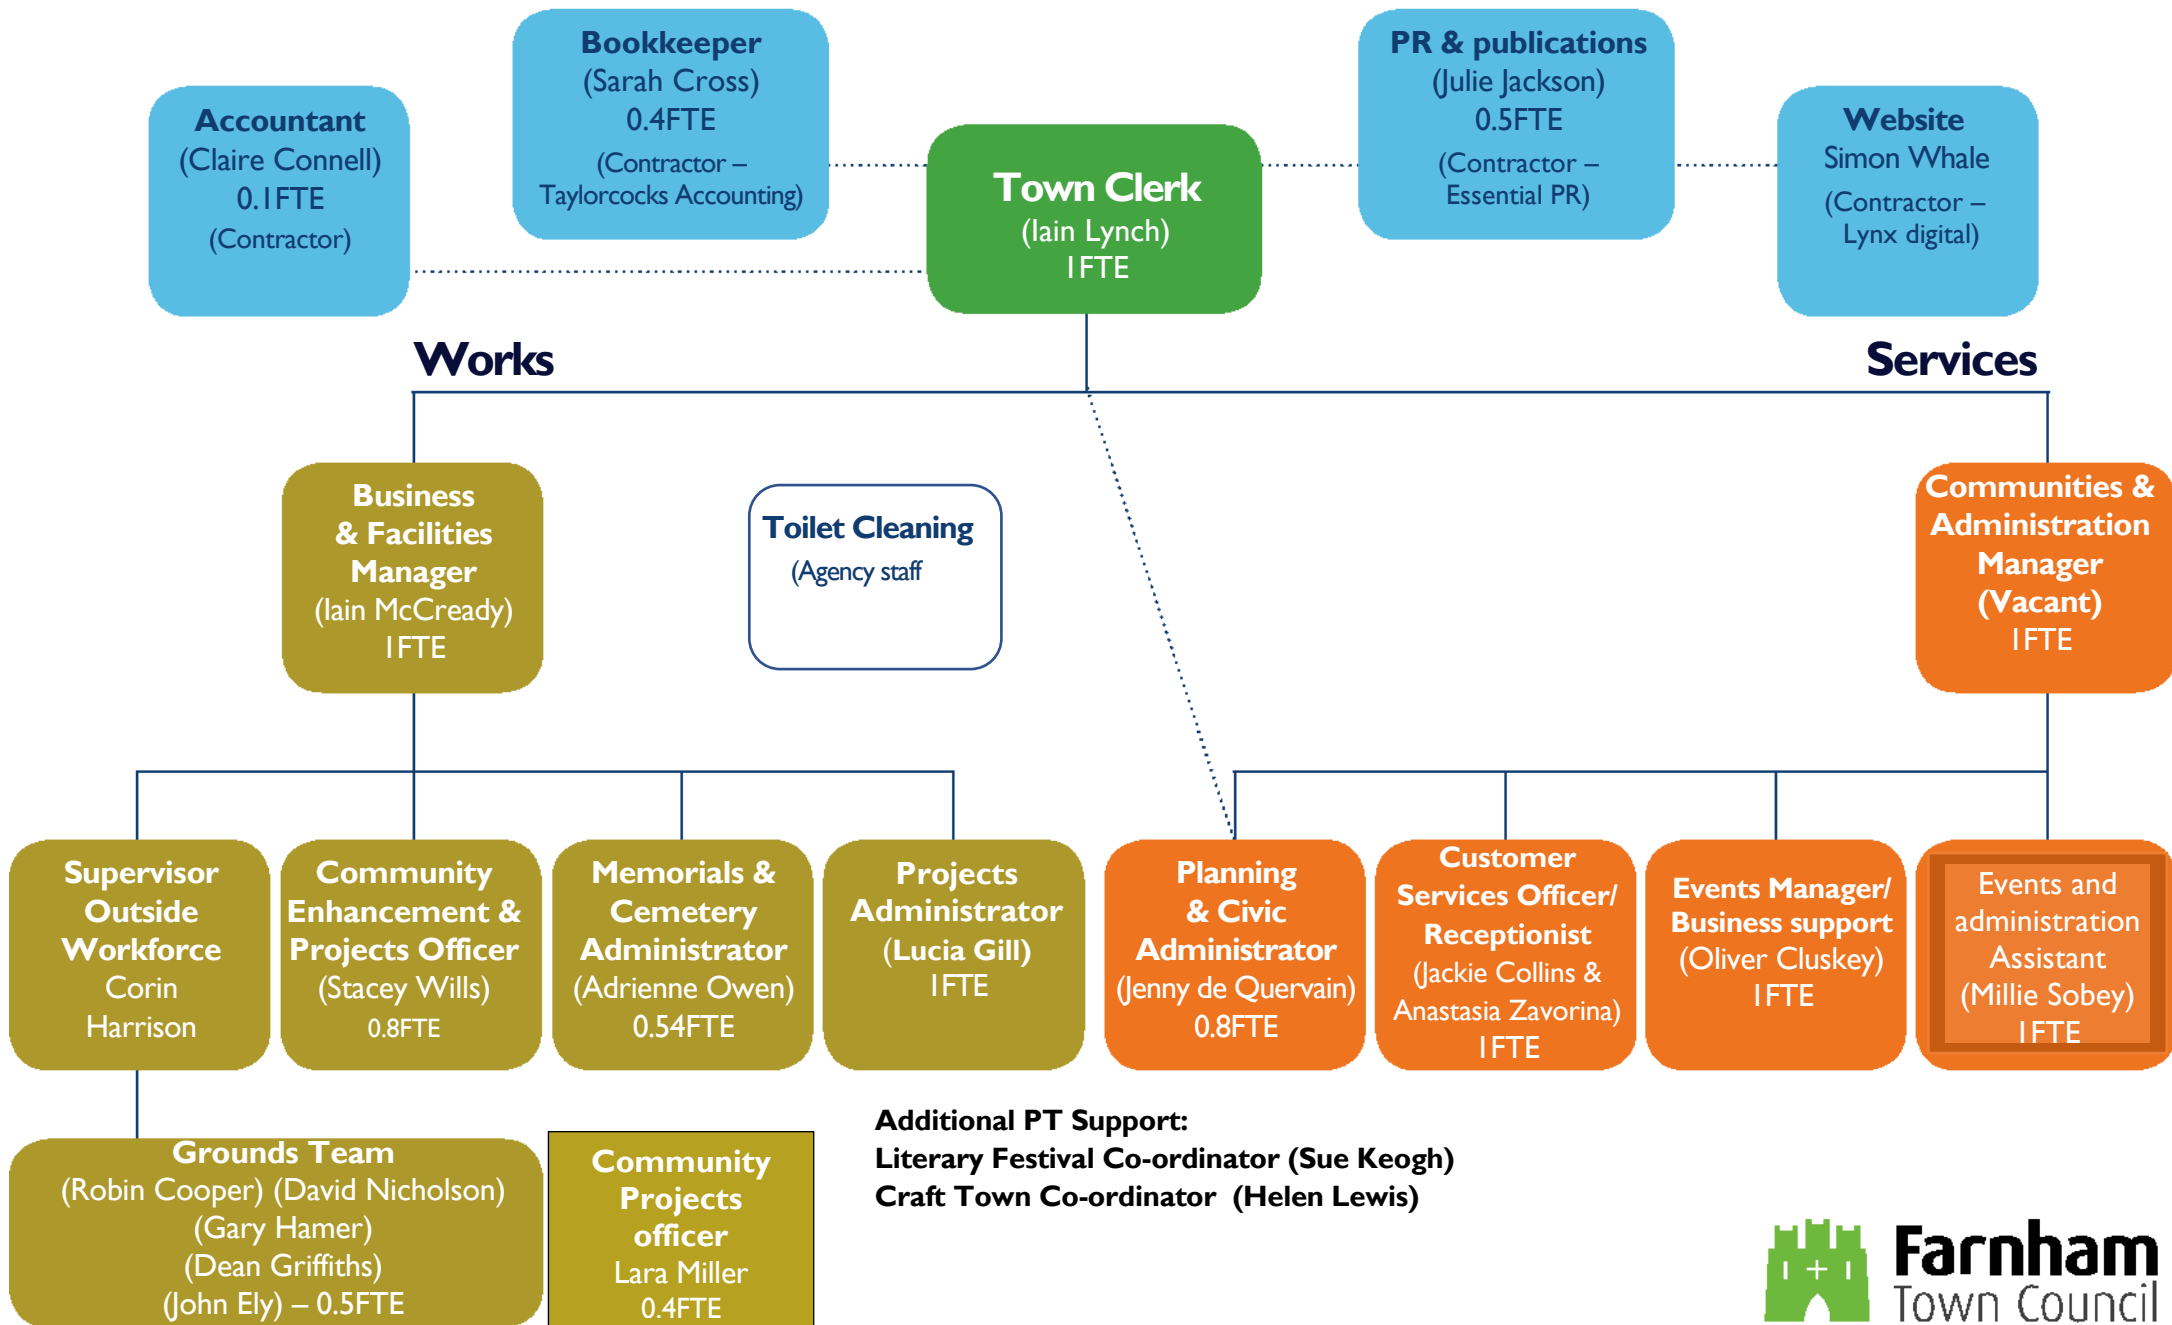 Bookkeeper
(Sarah Cross)
0.4FTE
(Contractor –
Taylorcocks Accounting)
PR & publications
(Julie Jackson)
0.5FTE
(Contractor –
Essential PR)
Accountant
(Claire Connell)
0.1FTE
(Contractor)
Town Clerk
(Iain Lynch)
1FTE
Website
Simon Whale
(Contractor –
Lynx digital)
Works
Services
Business
& Facilities
Manager
(Iain McCready)
1FTE
Toilet Cleaning
(Agency staff
Communities &
Administration
Manager
(Vacant)
1FTE
Supervisor
Outside
Workforce
Corin
Harrison
Community
Enhancement &
Projects Officer
(Stacey Wills)
0.8FTE
Memorials &
Cemetery
Administrator
(Adrienne Owen)
0.54FTE
Projects
Administrator
(Lucia Gill)
1FTE
Planning
& Civic
Administrator
(Jenny de Quervain)
0.8FTE
Customer
Services Officer/
Receptionist
(Jackie Collins &
Anastasia Zavorina)
1FTE
Events Manager/
Business support
(Oliver Cluskey)
1FTE
Events and
administration
Assistant
(Millie Sobey)
1FTE
Grounds Team
(Robin Cooper) (David Nicholson)
(Gary Hamer)
(Dean Griffiths)
(John Ely) – 0.5FTE
Community
Projects
officer
Lara Miller
0.4FTE
Additional PT Support:
Literary Festival Co-ordinator (Sue Keogh)
Craft Town Co-ordinator (Helen Lewis)
Farnham
Town Council